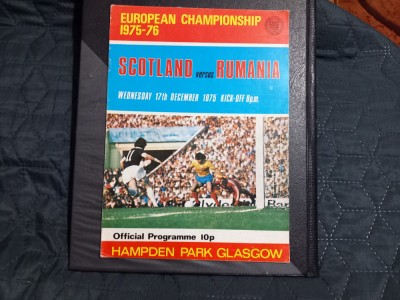 EUROPEAN CHAMPIONSHIP
1975-76
SCOTLAND versus RUMANIA
WEDNESDAY 17th DECEMBER 1975 KICK-OFF 8p.m.
Official Programme 10p
HAMPDEN PARK GLASGOW